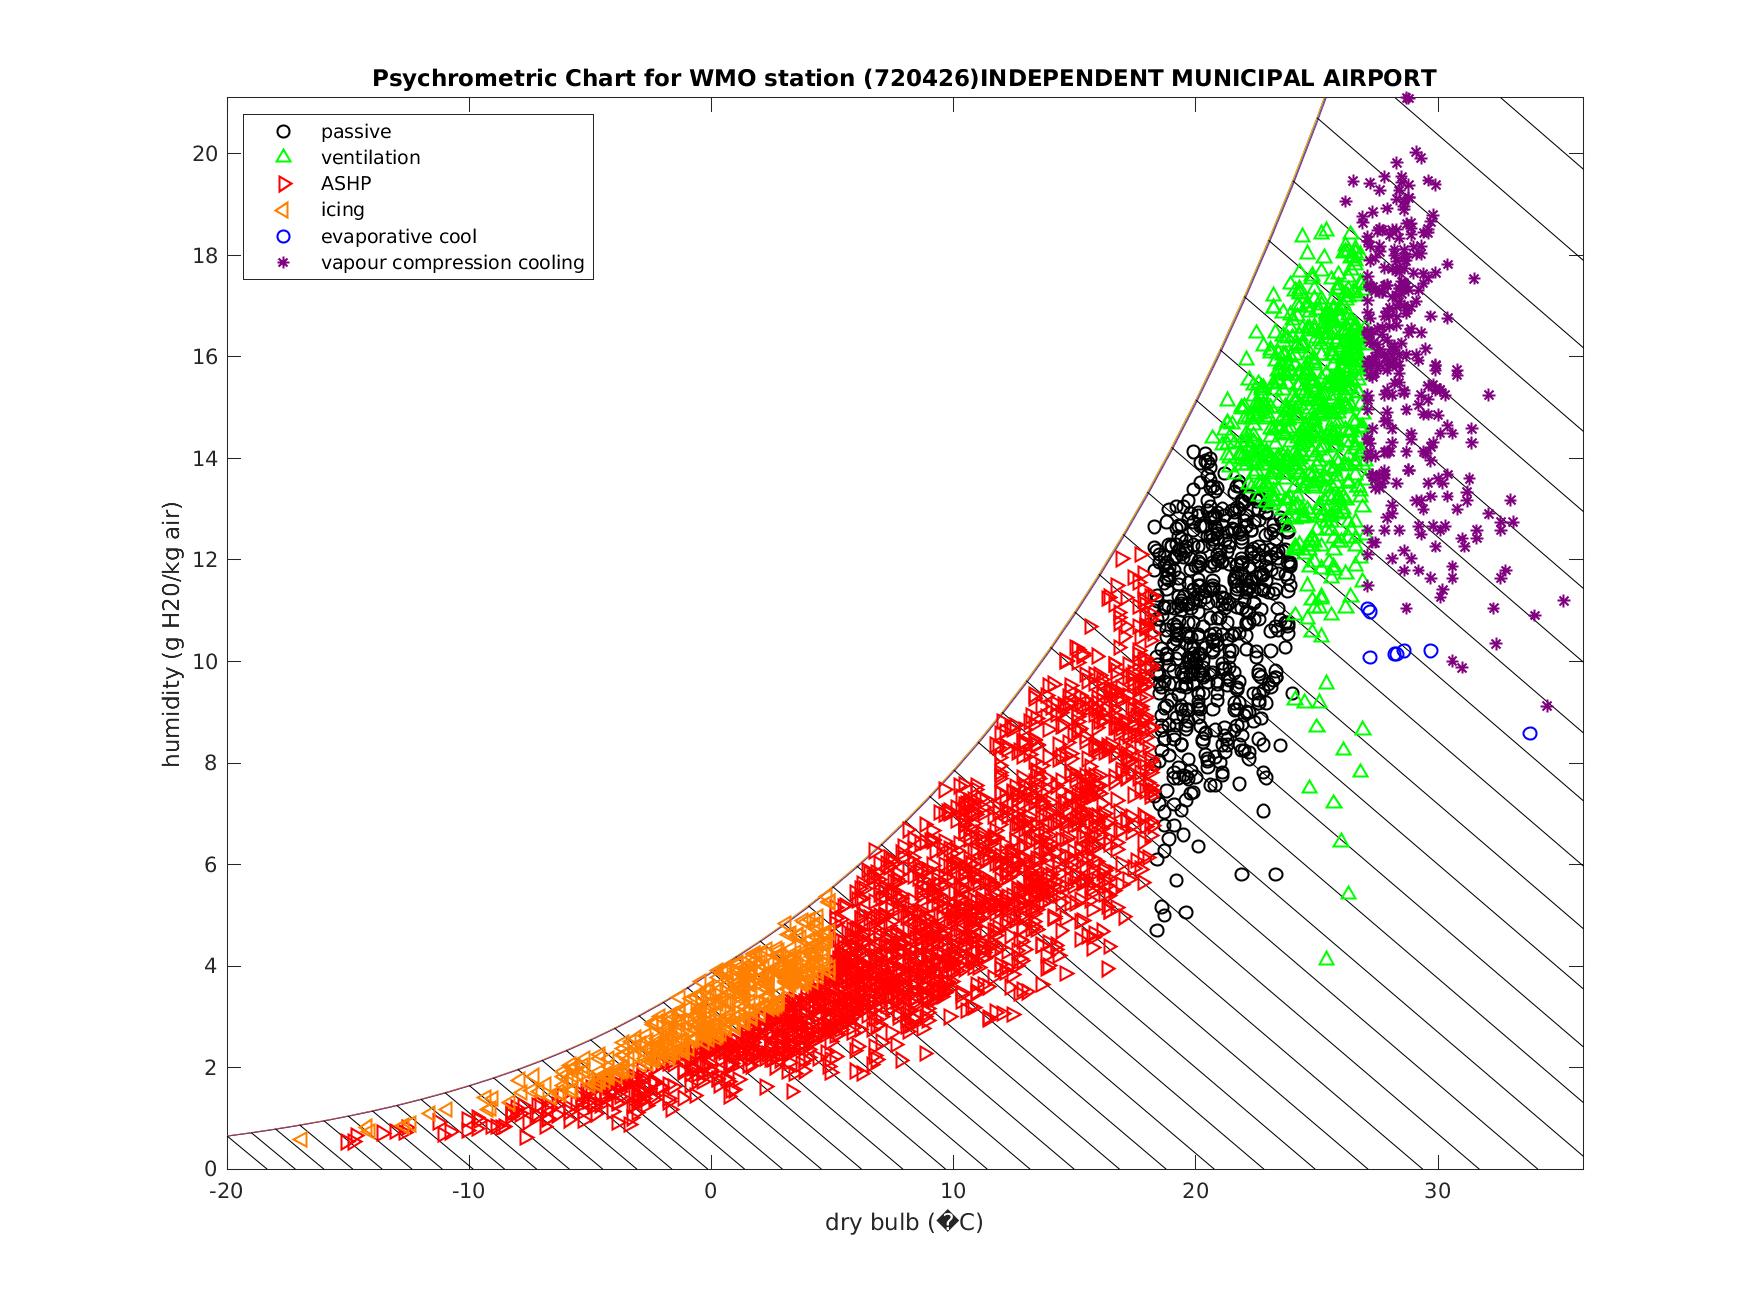 Psychrometric Chart for WMO station (720426)INDEPENDENT MUNICIPAL AIRPORT
passive
ventilation
ASHP
icing
evaporative cool
vapour compression cooling
humidity (g H20/kg air)
20
18
16
14
12
10
8
6
4
2
0
-20
-10
0
10
20
30
dry bulb (�C)